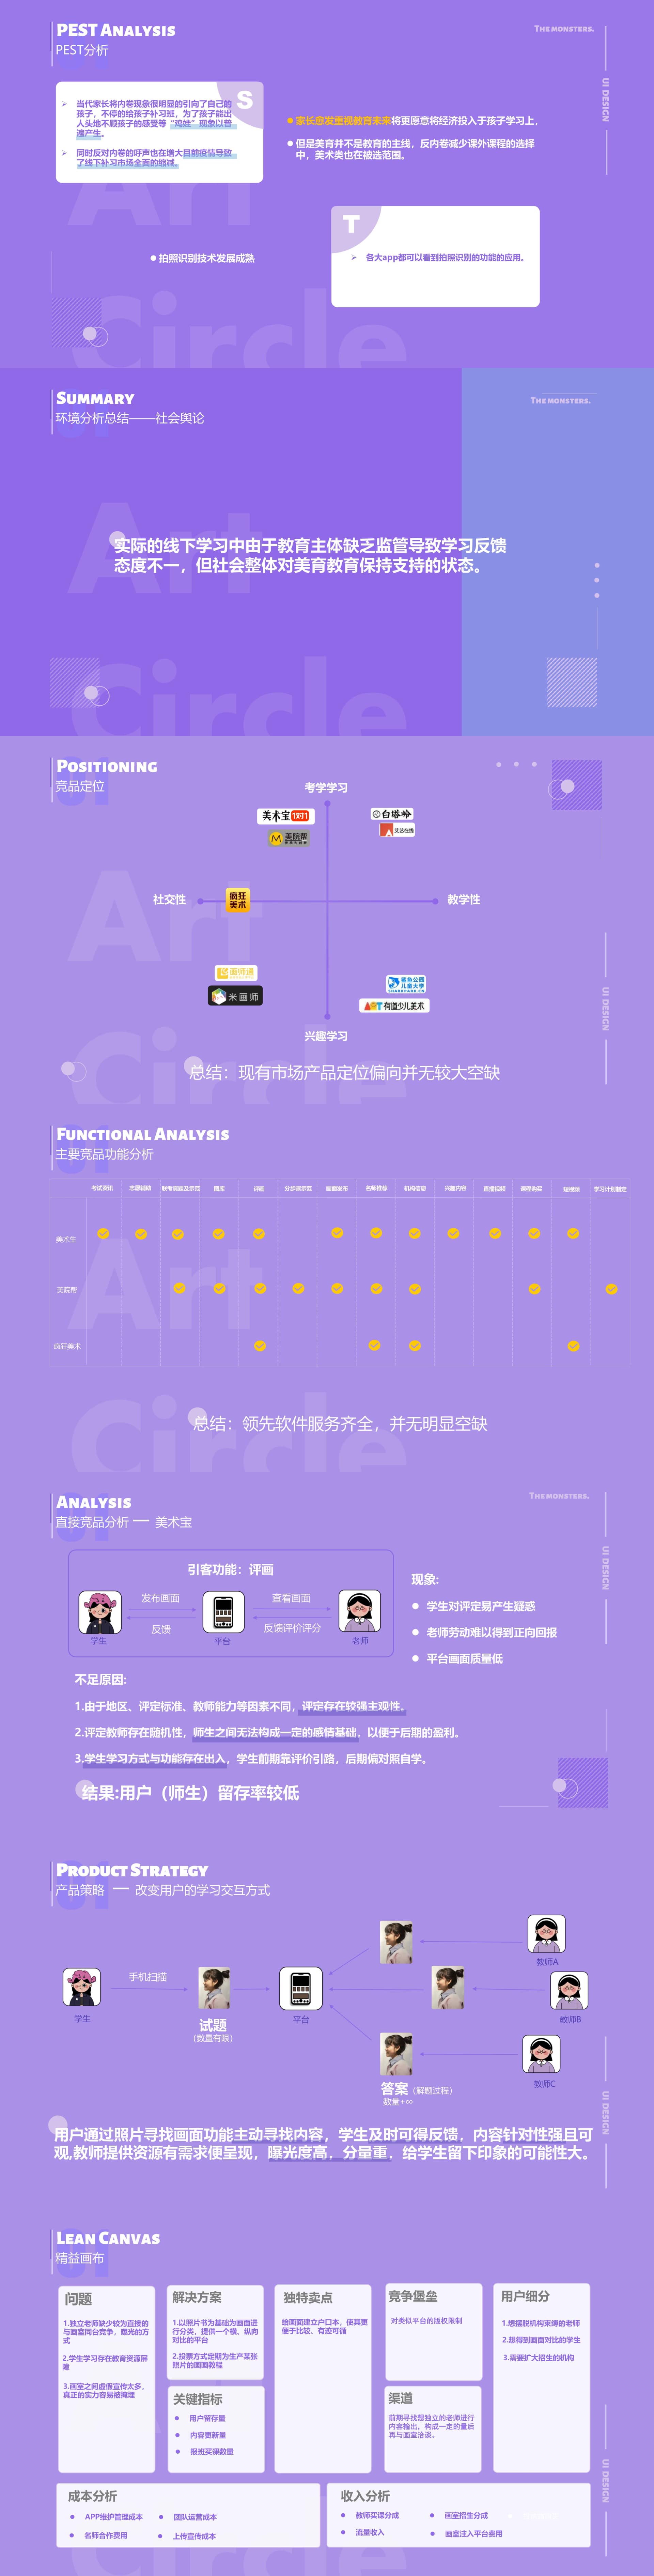 PEST Analysis
PEST分析
The monsters.
UI DESIGN
S
当代家长将内卷现象很明显的引向了自己的
孩子，不停的给孩子补习班，为了孩子能出
人头地不顾孩子的感受等“鸡娃”现象以普
遍产生。
同时反对内卷的呼声也在增大目前疫情导致
了线下补习市场全面的缩减。
家长愈发重视教育未来将更愿意将经济投入于孩子学习上，
但是美育并不是教育的主线，反内卷减少课外课程的选择
中，美术类也在被选范围。
拍照识别技术发展成熟
T
各大app都可以看到拍照识别的功能的应用。
Art
Circle
Summary
环境分析总结——社会舆论
The monsters.
实际的线下学习中由于教育主体缺乏监管导致学习反馈
态度不一，但社会整体对美育教育保持支持的状态。
Art
Circle
01
Positioning
竞品定位
考学学习
美术宝1对1
美院帮
白塔岭
文艺在线
社交性
疯狂
美术
教学性
画师通
米画师
鲨鱼公园
儿童大学
SHARKPARK.CN
ART有道少儿美术
兴趣学习
UI DESIGN
总结：现有市场产品定位偏向并无较大空缺
Art
Circle
01
Functional Analysis
主要竞品功能分析
考试资讯 志愿辅助 联考真题及示范 图库 评画 分步骤示范 画面发布 名师推荐 机构信息 兴趣内容 直播视频 课程购买 短视频 学习计划制定
美术生
美院帮
疯狂美术
总结：领先软件服务齐全，并无明显空缺
Art
Circle
01
Analysis
直接竞品分析 — 美术宝
The monsters.
UI DESIGN
引客功能：评画
发布画面
查看画面
反馈
反馈评价评分
学生
平台
老师
现象:
学生对评定易产生疑惑
老师劳动难以得到正向回报
平台画面质量低
不足原因:
1.由于地区、评定标准、教师能力等因素不同，评定存在较强主观性。
2.评定教师存在随机性，师生之间无法构成一定的感情基础，以便于后期的盈利。
3.学生学习方式与功能存在出入，学生前期靠评价引路，后期偏对照自学。
结果:用户（师生）留存率较低
01
Product Strategy
产品策略 — 改变用户的学习交互方式
手机扫描
学生
试题
（数量有限）
平台
教师A
教师B
教师C
答案（解题过程）
数量+∞
UI DESIGN
用户通过照片寻找画面功能主动寻找内容，学生及时可得反馈，内容针对性强且可
观,教师提供资源有需求便呈现，曝光度高，分量重，给学生留下印象的可能性大。
01
Lean Canvas
精益画布
问题
1.独立老师缺少较为直接的
与画室同台竞争，曝光的方
式
2.学生学习存在教育资源屏
障
3.画室之间虚假宣传太多，
真正的实力容易被掩埋
解决方案
1.以照片书为基础为画面进
行分类，提供一个横、纵向
对比的平台
2.投票方式定期为生产某张
照片的画画教程
关键指标
用户留存量
内容更新量
报班买课数量
独特卖点
给画面建立户口本，使其更
便于比较、有迹可循
竞争堡垒
对类似平台的版权限制
渠道
前期寻找想独立的老师进行
内容输出，构成一定的量后
再与画室洽谈。
用户细分
1.想摆脱机构束缚的老师
2.想得到画面对比的学生
3.需要扩大招生的机构
UI DESIGN
成本分析
APP维护管理成本
团队运营成本
名师合作费用
上传宣传成本
收入分析
教师买课分成
画室招生分成
流量收入
画室注入平台费用
Circle